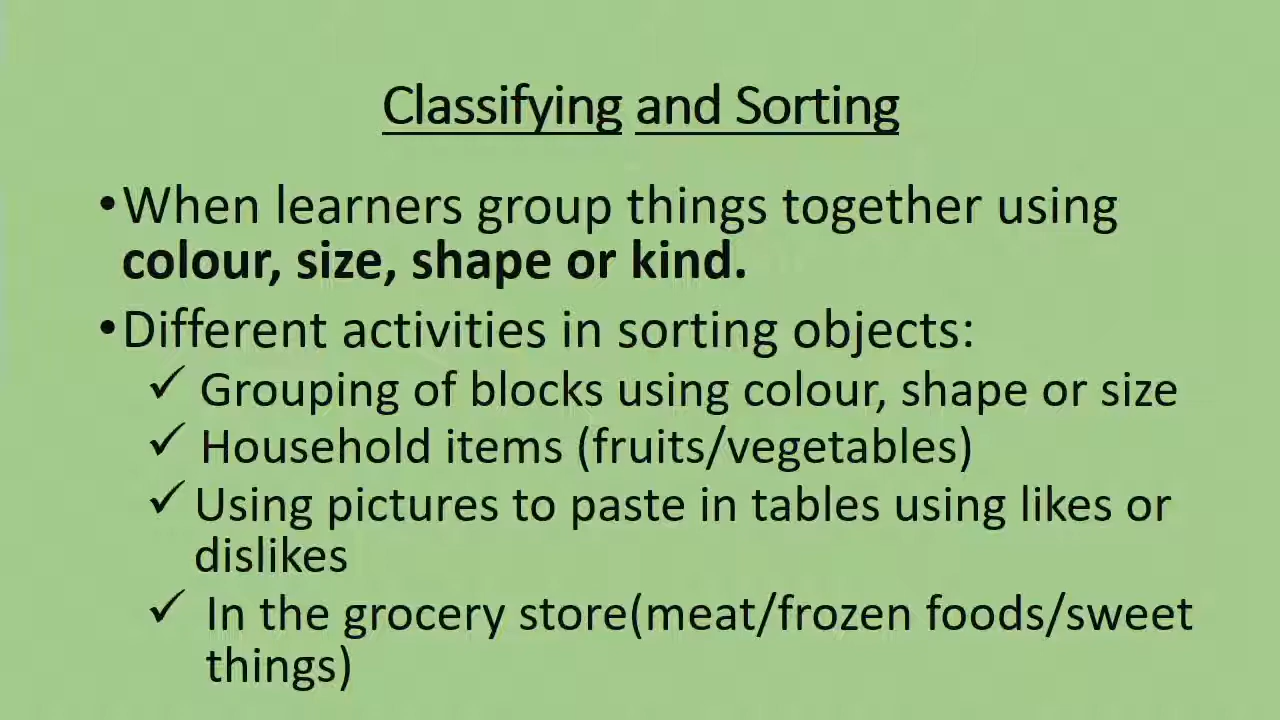 Classifying and Sorting
•When learners group things together using
colour, size, shape or kind.
•Different activities in sorting objects:
✓ Grouping of blocks using colour, shape or size
✓ Household items (fruits/vegetables)
✓ Using pictures to paste in tables using likes or
dislikes
✓ In the grocery store(meat/frozen foods/sweet
things)